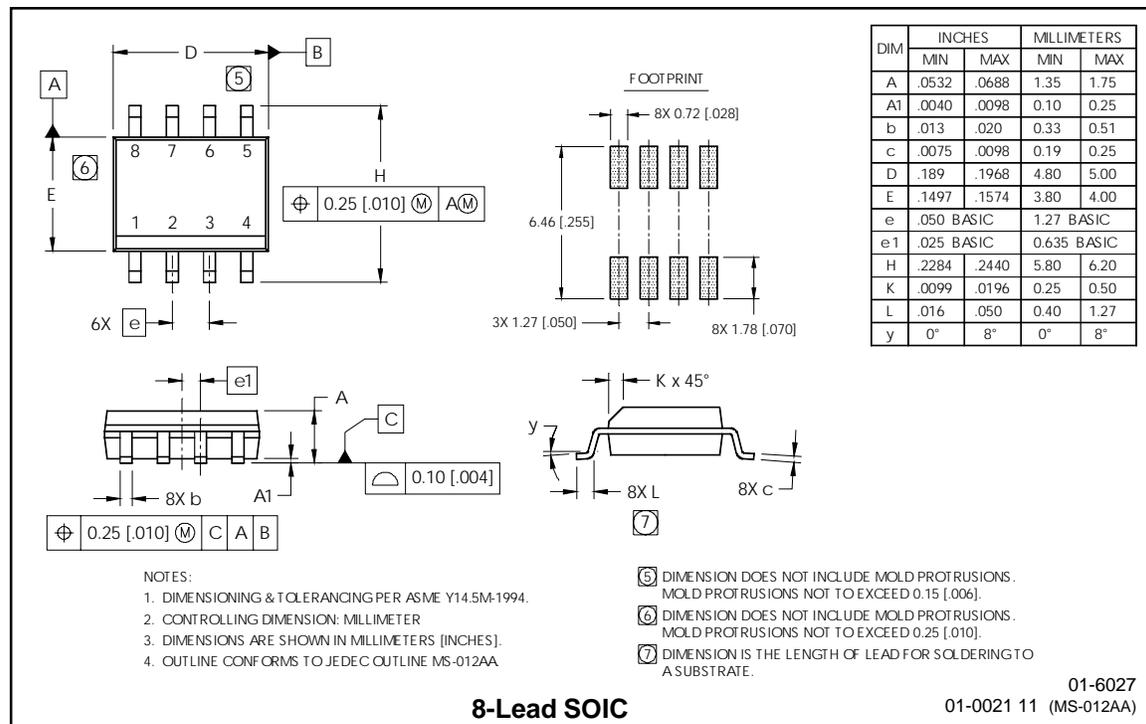 D
B
5
A
8 7 6 5
6
E
H
⌖ 0.25 [.010] Ⓜ AⓂ
1 2 3 4
6X e
FOOTPRINT
8X 0.72 [.028]
6.46 [.255]
3X 1.27 [.050]
8X 1.78 [.070]
DIM INCHES MILLIMETERS
MIN MAX MIN MAX
A .0532 .0688 1.35 1.75
A1 .0040 .0098 0.10 0.25
b .013 .020 0.33 0.51
c .0075 .0098 0.19 0.25
D .189 .1968 4.80 5.00
E .1497 .1574 3.80 4.00
e .050 BASIC 1.27 BASIC
e1 .025 BASIC 0.635 BASIC
H .2284 .2440 5.80 6.20
K .0099 .0196 0.25 0.50
L .016 .050 0.40 1.27
y 0° 8° 0° 8°
e1
A
C
⌓ 0.10 [.004]
8X b
A1
⌖ 0.25 [.010] Ⓜ C A B
K x 45°
y
8X L
8X c
7
NOTES:
1. DIMENSIONING & TOLERANCING PER ASME Y14.5M-1994.
2. CONTROLLING DIMENSION: MILLIMETER
3. DIMENSIONS ARE SHOWN IN MILLIMETERS [INCHES].
4. OUTLINE CONFORMS TO JEDEC OUTLINE MS-012AA.
5 DIMENSION DOES NOT INCLUDE MOLD PROTRUSIONS.
MOLD PROTRUSIONS NOT TO EXCEED 0.15 [.006].
6 DIMENSION DOES NOT INCLUDE MOLD PROTRUSIONS.
MOLD PROTRUSIONS NOT TO EXCEED 0.25 [.010].
7 DIMENSION IS THE LENGTH OF LEAD FOR SOLDERING TO
A SUBSTRATE.
8-Lead SOIC
01-6027
01-0021 11 (MS-012AA)